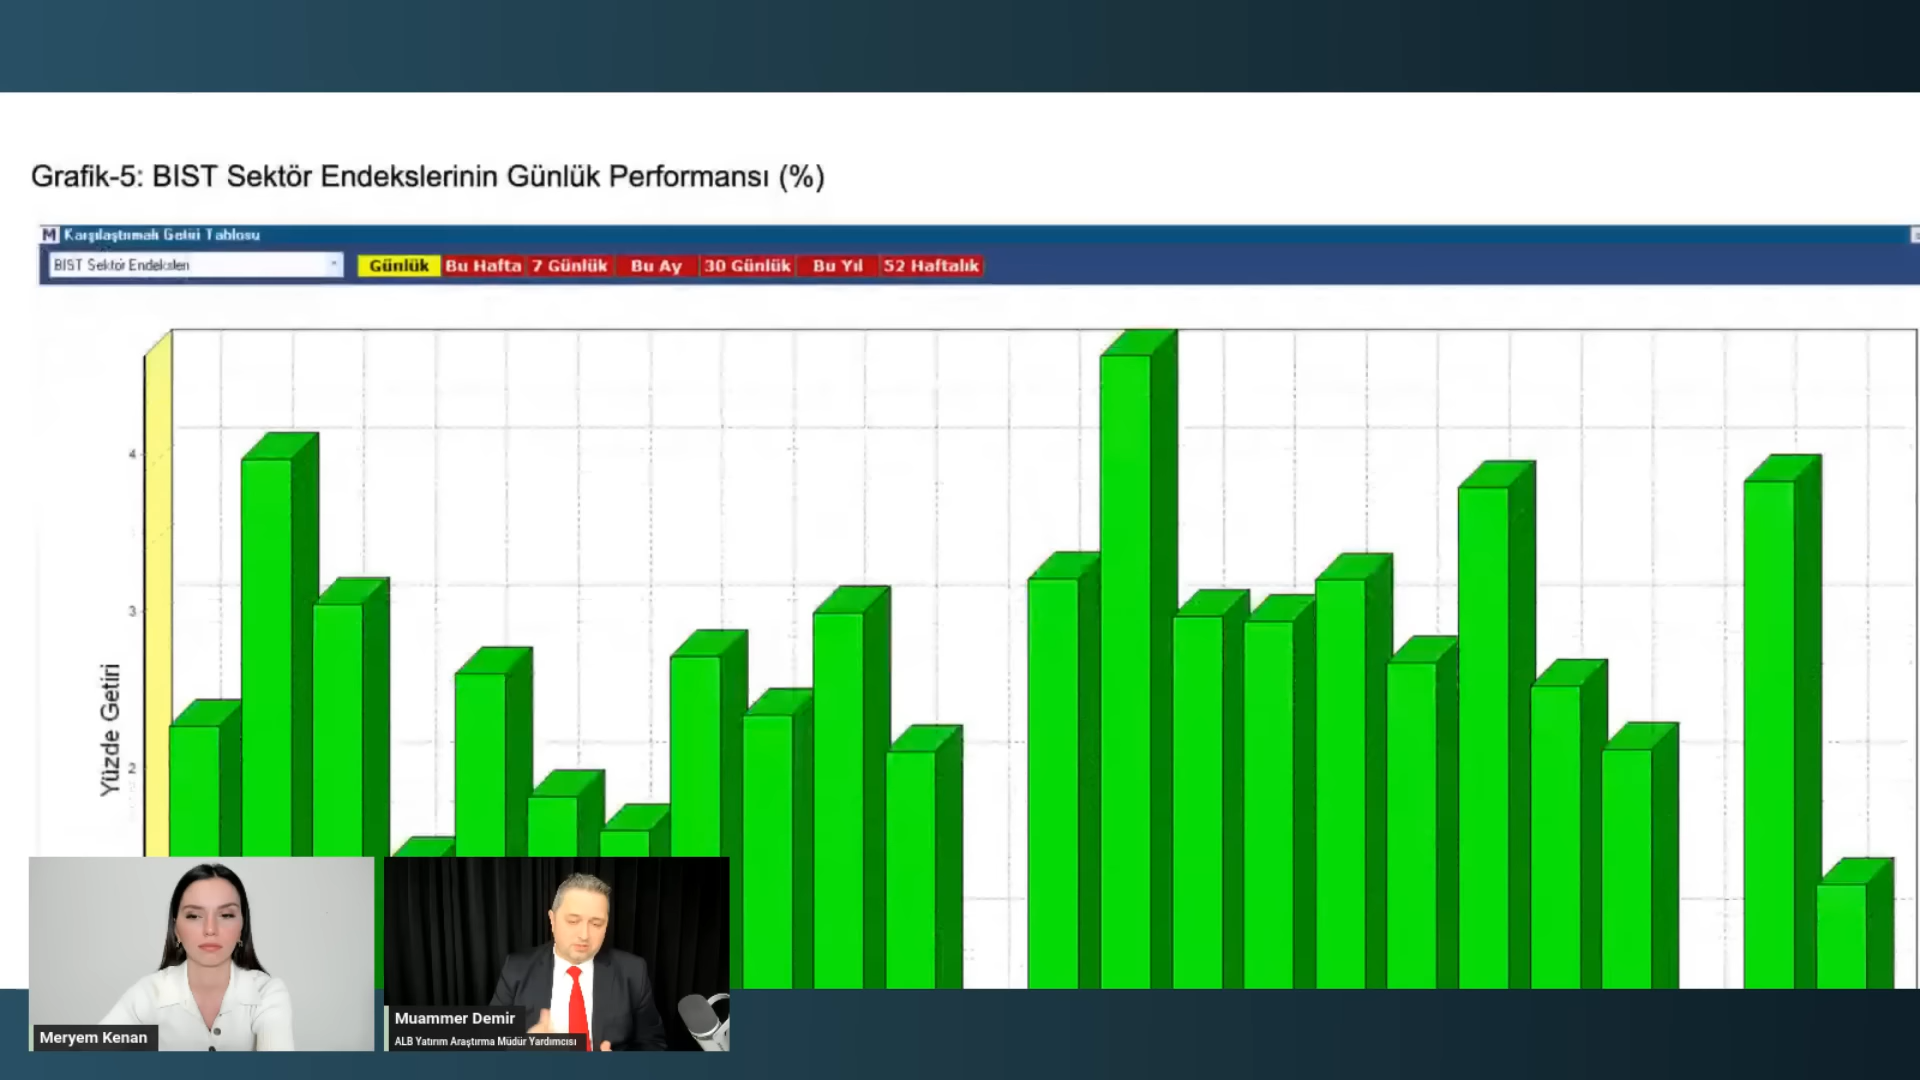 Grafik-5: BIST Sektör Endekslerinin Günlük Performansı (%)
M Karşılaştırmalı Getiri Tablosu
BIST Sektör Endeksleri
Günlük Bu Hafta 7 Günlük Bu Ay 30 Günlük Bu Yıl 52 Haftalık
4
3
Yüzde Getiri
2
Meryem Kenan
Muammer Demir
ALB Yatırım Araştırma Müdür Yardımcısı